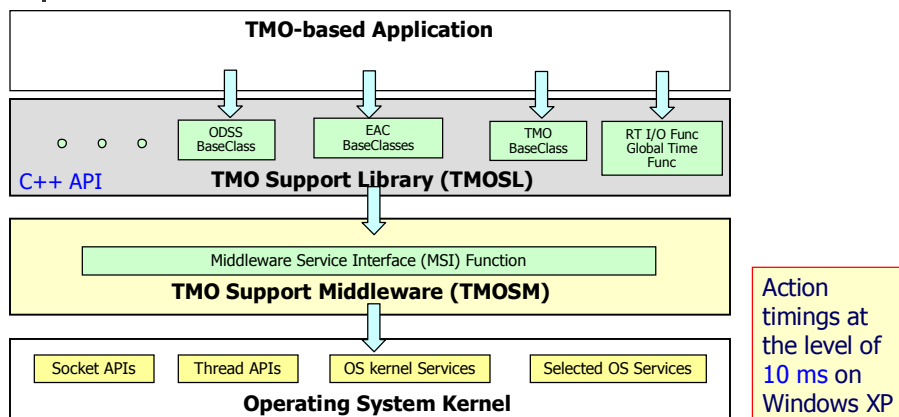 TMO-based Application
ODSS
BaseClass
EAC
BaseClasses
TMO
BaseClass
RT I/O Func
Global Time
Func
C++ API
TMO Support Library (TMOSL)
Middleware Service Interface (MSI) Function
TMO Support Middleware (TMOSM)
Action
timings at
the level of
10 ms on
Windows XP
Socket APIs
Thread APIs
OS kernel Services
Selected OS Services
Operating System Kernel